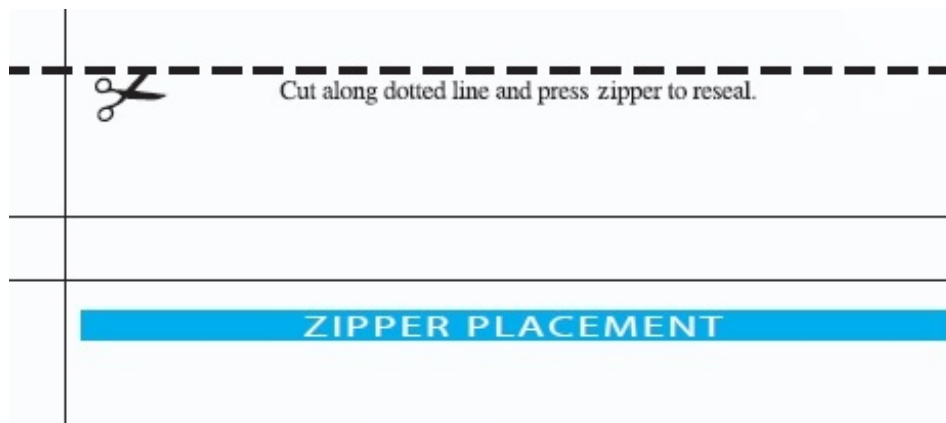 Cut along dotted line and press zipper to reseal.
ZIPPER PLACEMENT